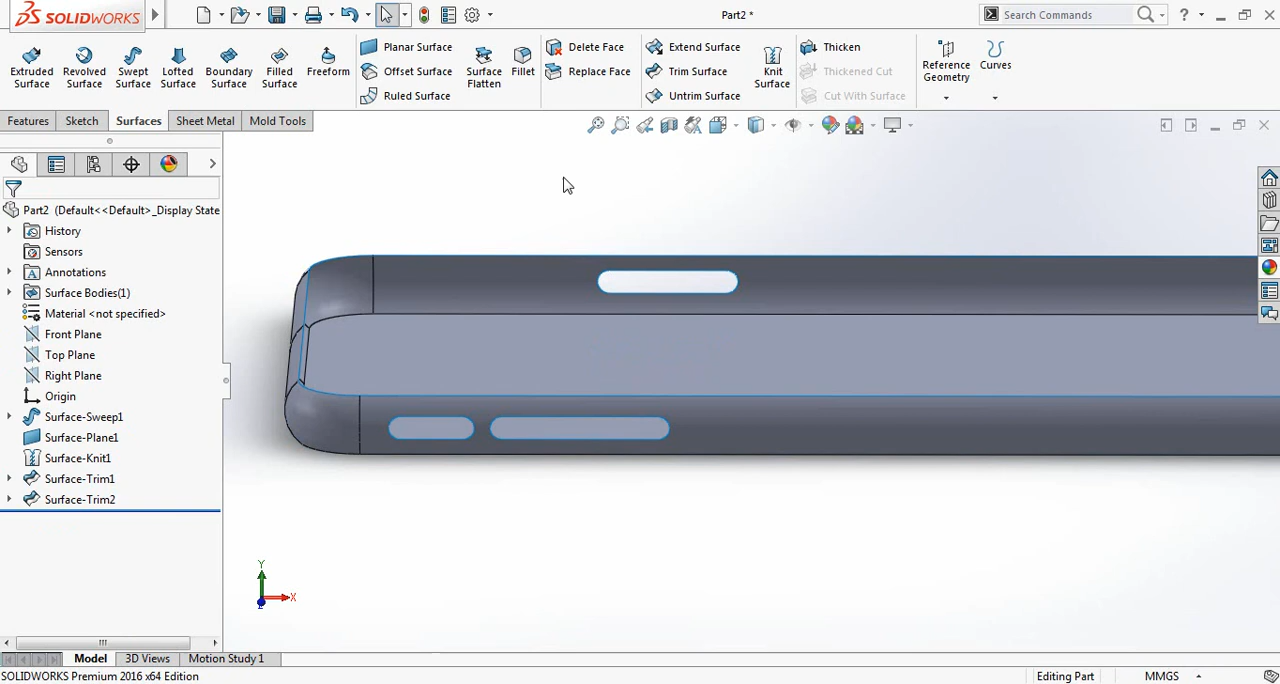 SOLIDWORKS
Part2 *
Search Commands
?
Extruded Surface
Revolved Surface
Swept Surface
Lofted Surface
Boundary Surface
Filled Surface
Freeform
Planar Surface
Offset Surface
Ruled Surface
Surface Flatten
Fillet
Delete Face
Replace Face
Extend Surface
Trim Surface
Untrim Surface
Knit Surface
Thicken
Thickened Cut
Cut With Surface
Reference Geometry
Curves
Features
Sketch
Surfaces
Sheet Metal
Mold Tools
Part2 (Default<<Default>_Display State
History
Sensors
Annotations
Surface Bodies(1)
Material <not specified>
Front Plane
Top Plane
Right Plane
Origin
Surface-Sweep1
Surface-Plane1
Surface-Knit1
Surface-Trim1
Surface-Trim2
Y
X
Z
Model
3D Views
Motion Study 1
SOLIDWORKS Premium 2016 x64 Edition
Editing Part
MMGS